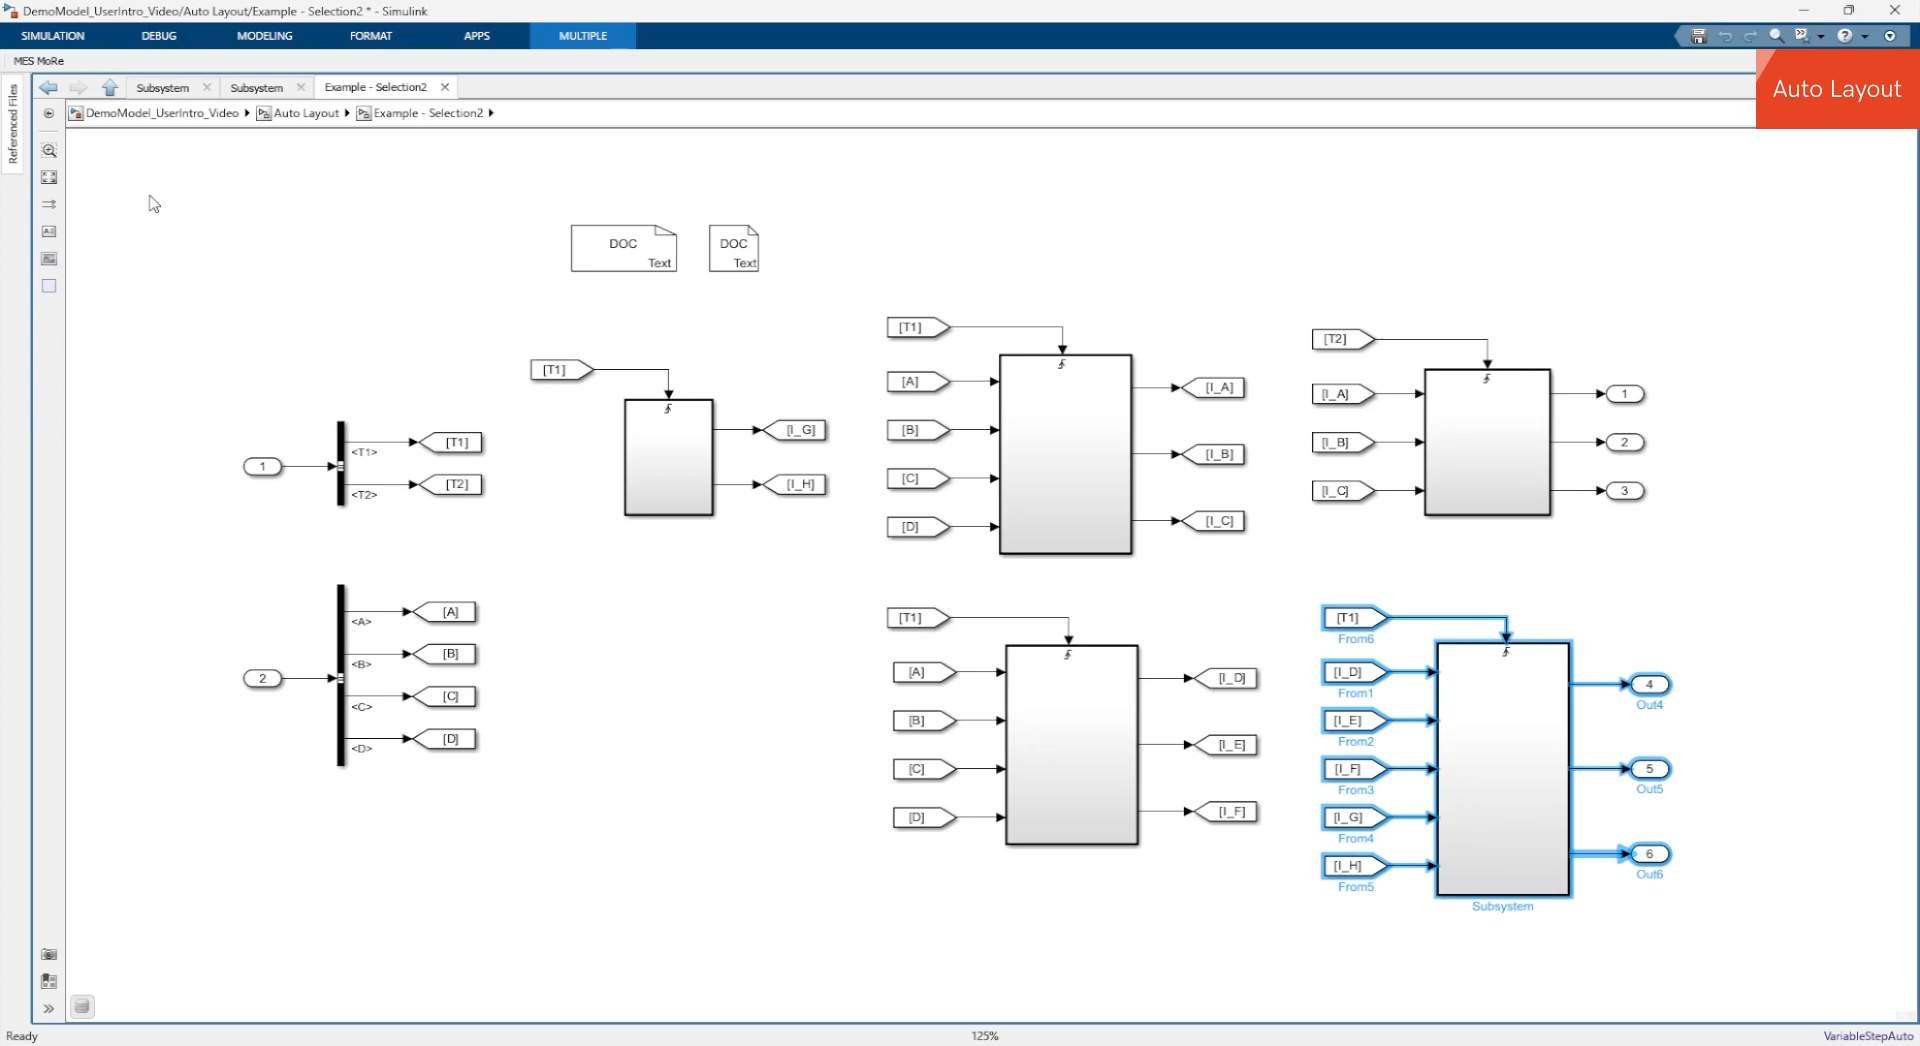 DemoModel_UserIntro_Video/Auto Layout/Example - Selection2 * - Simulink
SIMULATION DEBUG MODELING FORMAT APPS MULTIPLE
MES MoRe
Auto Layout
Referenced Files
Subsystem Subsystem Example - Selection2
DemoModel_UserIntro_Video Auto Layout Example - Selection2
DOC
Text
DOC
Text
1
<T1>
<T2>
[T1]
[T2]
2
<A>
<B>
<C>
<D>
[A]
[B]
[C]
[D]
[T1]
[I_G]
[I_H]
[T1]
[A]
[B]
[C]
[D]
[I_A]
[I_B]
[I_C]
[T2]
[I_A]
[I_B]
[I_C]
1
2
3
[T1]
[A]
[B]
[C]
[D]
[I_D]
[I_E]
[I_F]
[T1]
From6
[I_D]
From1
[I_E]
From2
[I_F]
From3
[I_G]
From4
[I_H]
From5
Subsystem
4
Out4
5
Out5
6
Out6
Ready
125%
VariableStepAuto